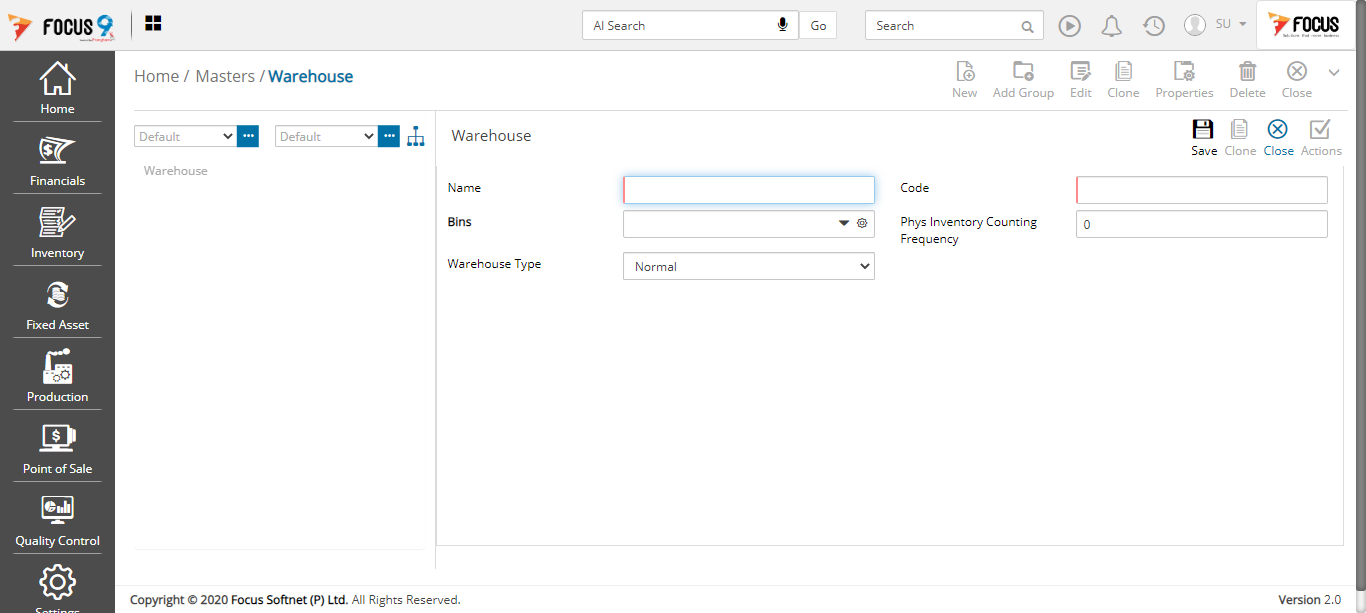 FOCUS 9
AI Search
Go
Search
SU
FOCUS
Home / Masters / Warehouse
New
Add Group
Edit
Clone
Properties
Delete
Close
Home
Financials
Inventory
Fixed Asset
Production
Point of Sale
Quality Control
Settings
Default
Default
Warehouse
Warehouse
Save
Clone
Close
Actions
Name
Code
Bins
Phys Inventory Counting
Frequency
0
Warehouse Type
Normal
Copyright © 2020 Focus Softnet (P) Ltd. All Rights Reserved.
Version 2.0